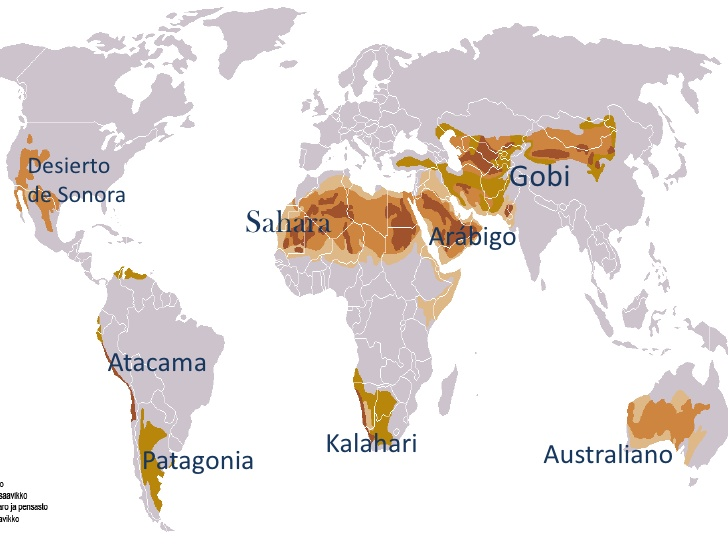 Desierto
de Sonora
Gobi
Sahara
Arábigo
Atacama
Kalahari
Patagonia
Australiano
o
saavikko
aro ja pensasto
avikko